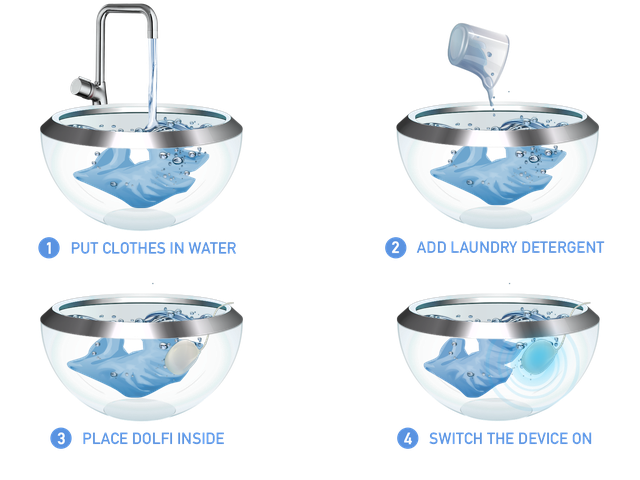 1 PUT CLOTHES IN WATER
2 ADD LAUNDRY DETERGENT
3 PLACE DOLFI INSIDE
4 SWITCH THE DEVICE ON